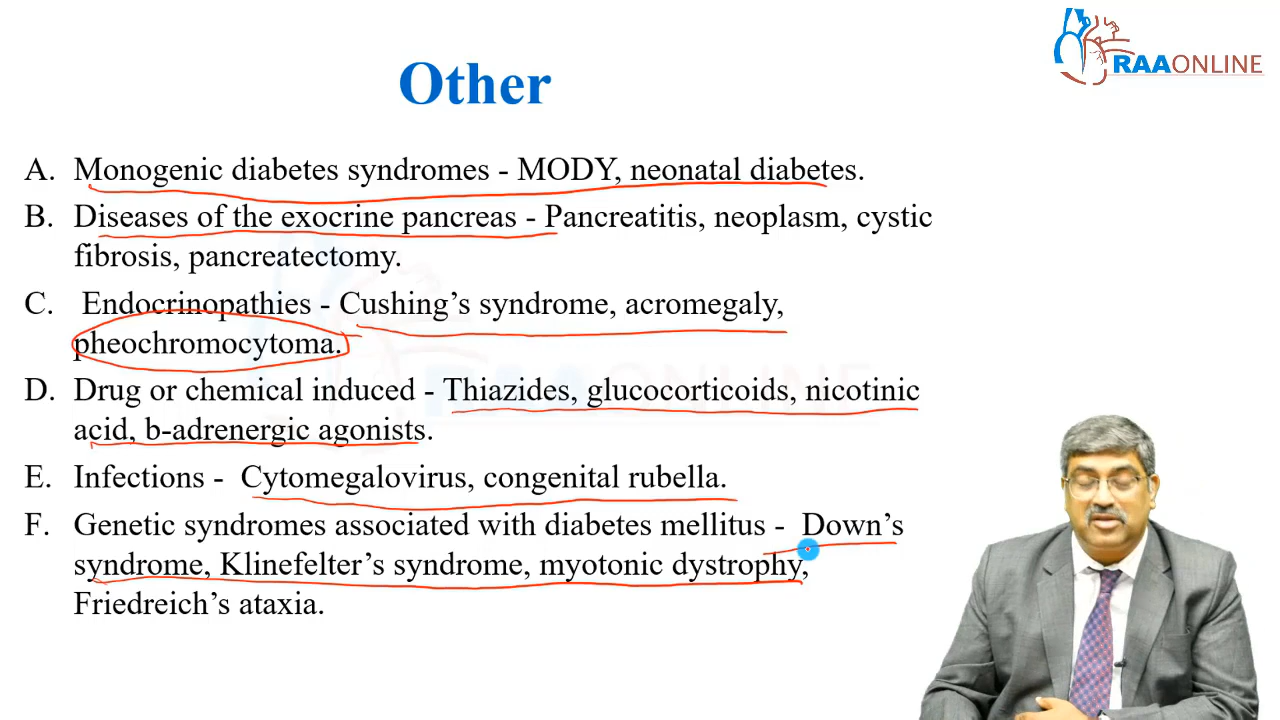 RAAONLINE
Other
A. Monogenic diabetes syndromes - MODY, neonatal diabetes.
B. Diseases of the exocrine pancreas - Pancreatitis, neoplasm, cystic
fibrosis, pancreatectomy.
C. Endocrinopathies - Cushing’s syndrome, acromegaly,
pheochromocytoma.
D. Drug or chemical induced - Thiazides, glucocorticoids, nicotinic
acid, b-adrenergic agonists.
E. Infections - Cytomegalovirus, congenital rubella.
F. Genetic syndromes associated with diabetes mellitus - Down’s
syndrome, Klinefelter’s syndrome, myotonic dystrophy,
Friedreich’s ataxia.